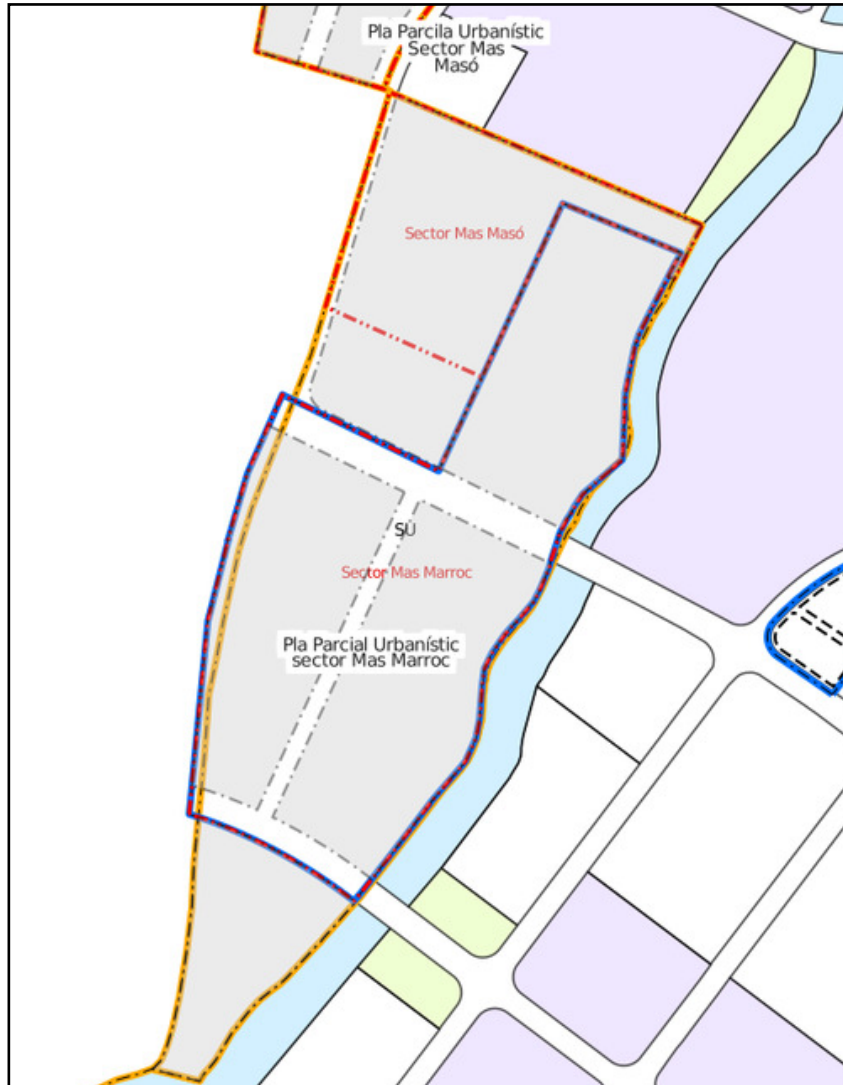 Pla Parcila Urbanístic
Sector Mas
Masó
Sector Mas Masó
SU
Sector Mas Marroc
Pla Parcial Urbanístic
sector Mas Marroc